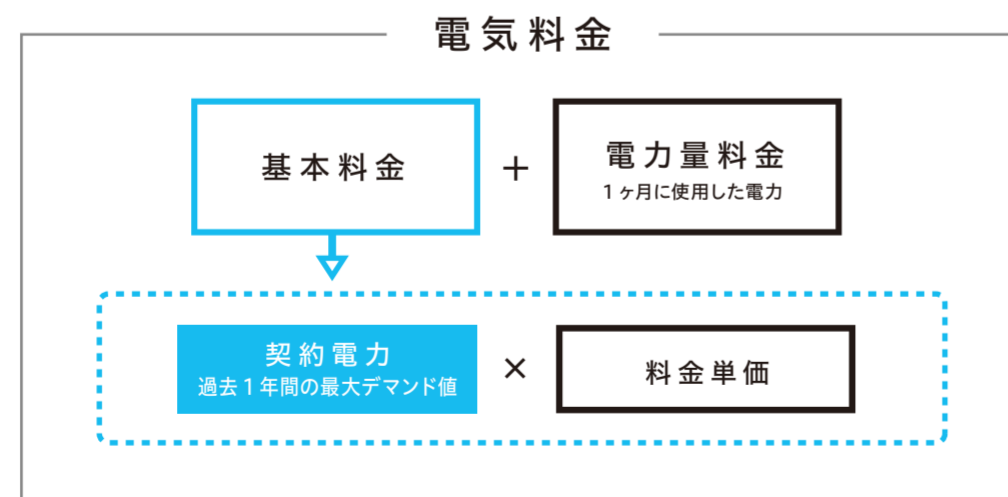 電気料金
基本料金
+
電力量料金
1ヶ月に使用した電力
契約電力
過去1年間の最大デマンド値
×
料金単価